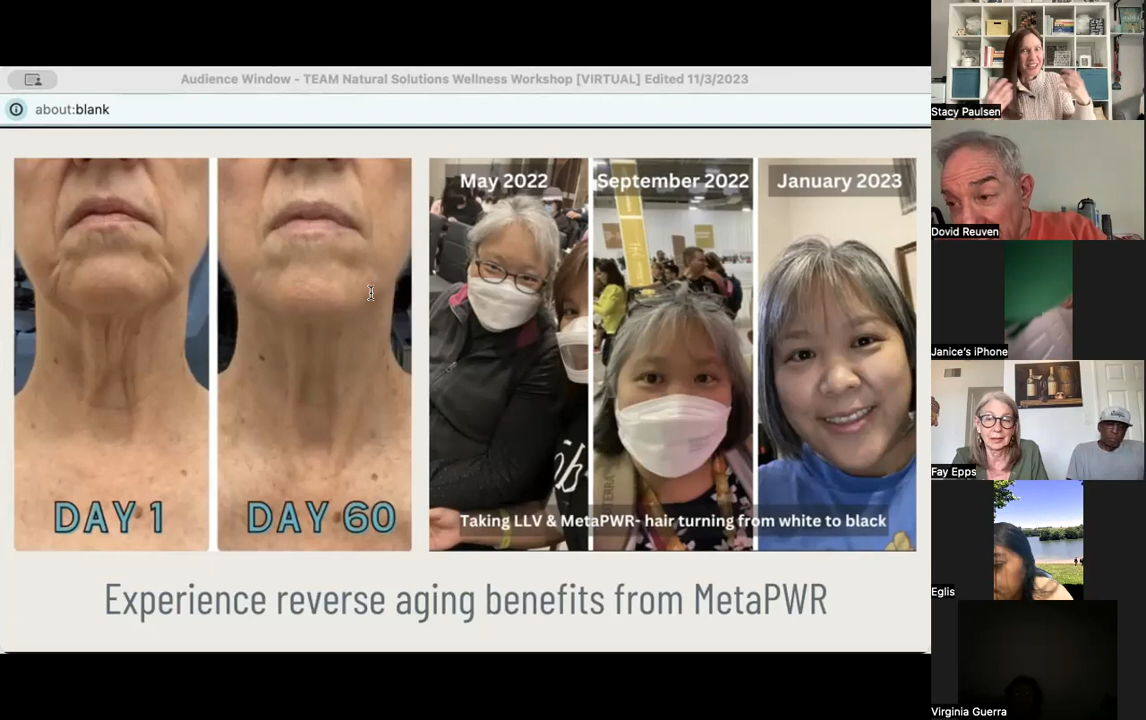 Audience Window - TEAM Natural Solutions Wellness Workshop [VIRTUAL] Edited 11/3/2023
about:blank
May 2022
September 2022
January 2023
DAY 1
DAY 60
Taking LLV & MetaPWR- hair turning from white to black
Experience reverse aging benefits from MetaPWR
Stacy Paulsen
Dovid Reuven
Janice's iPhone
Fay Epps
Eglis
Virginia Guerra